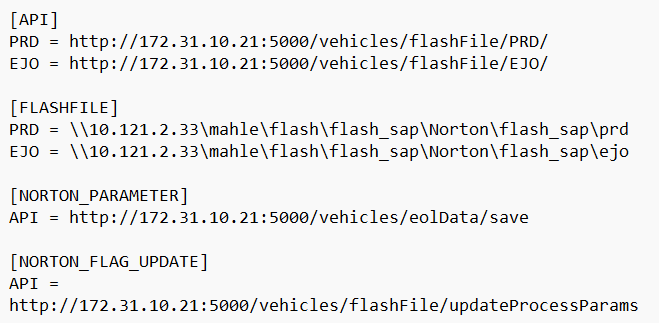 [API]
PRD = http://172.31.10.21:5000/vehicles/flashFile/PRD/
EJO = http://172.31.10.21:5000/vehicles/flashFile/EJO/
[FLASHFILE]
PRD = \\10.121.2.33\mahle\flash\flash_sap\Norton\flash_sap\prd
EJO = \\10.121.2.33\mahle\flash\flash_sap\Norton\flash_sap\ejo
[NORTON_PARAMETER]
API = http://172.31.10.21:5000/vehicles/eolData/save
[NORTON_FLAG_UPDATE]
API =
http://172.31.10.21:5000/vehicles/flashFile/updateProcessParams